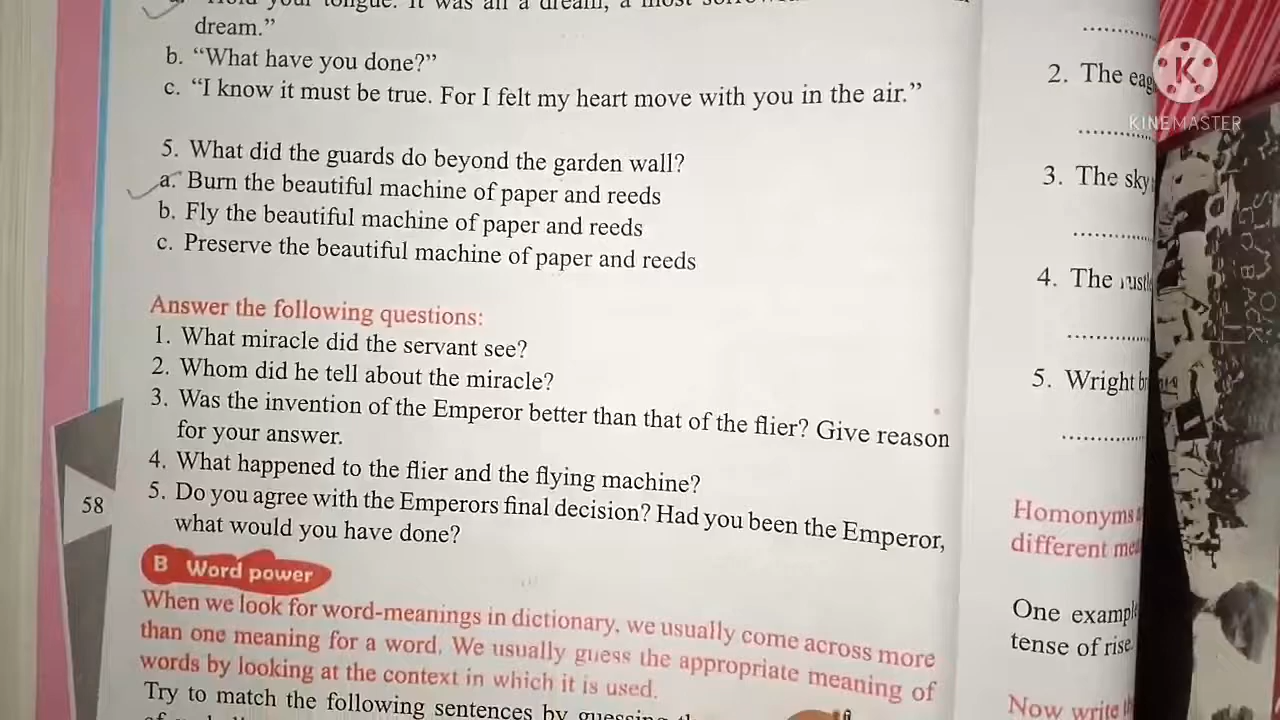 dream.”
b. “What have you done?”
c. “I know it must be true. For I felt my heart move with you in the air.”
5. What did the guards do beyond the garden wall?
a. Burn the beautiful machine of paper and reeds
b. Fly the beautiful machine of paper and reeds
c. Preserve the beautiful machine of paper and reeds
Answer the following questions:
1. What miracle did the servant see?
2. Whom did he tell about the miracle?
3. Was the invention of the Emperor better than that of the flier? Give reason
for your answer.
4. What happened to the flier and the flying machine?
5. Do you agree with the Emperors final decision? Had you been the Emperor,
what would you have done?
58
B Word power
When we look for word-meanings in dictionary, we usually come across more
than one meaning for a word. We usually guess the appropriate meaning of
words by looking at the context in which it is used.
Try to match the following sentences by guessing
2. The
3. The sky
4. The
5. Wright
Homonyms
different
One
tense of rise.
Now write
K
KINEMASTER
SIMON
GO BACK